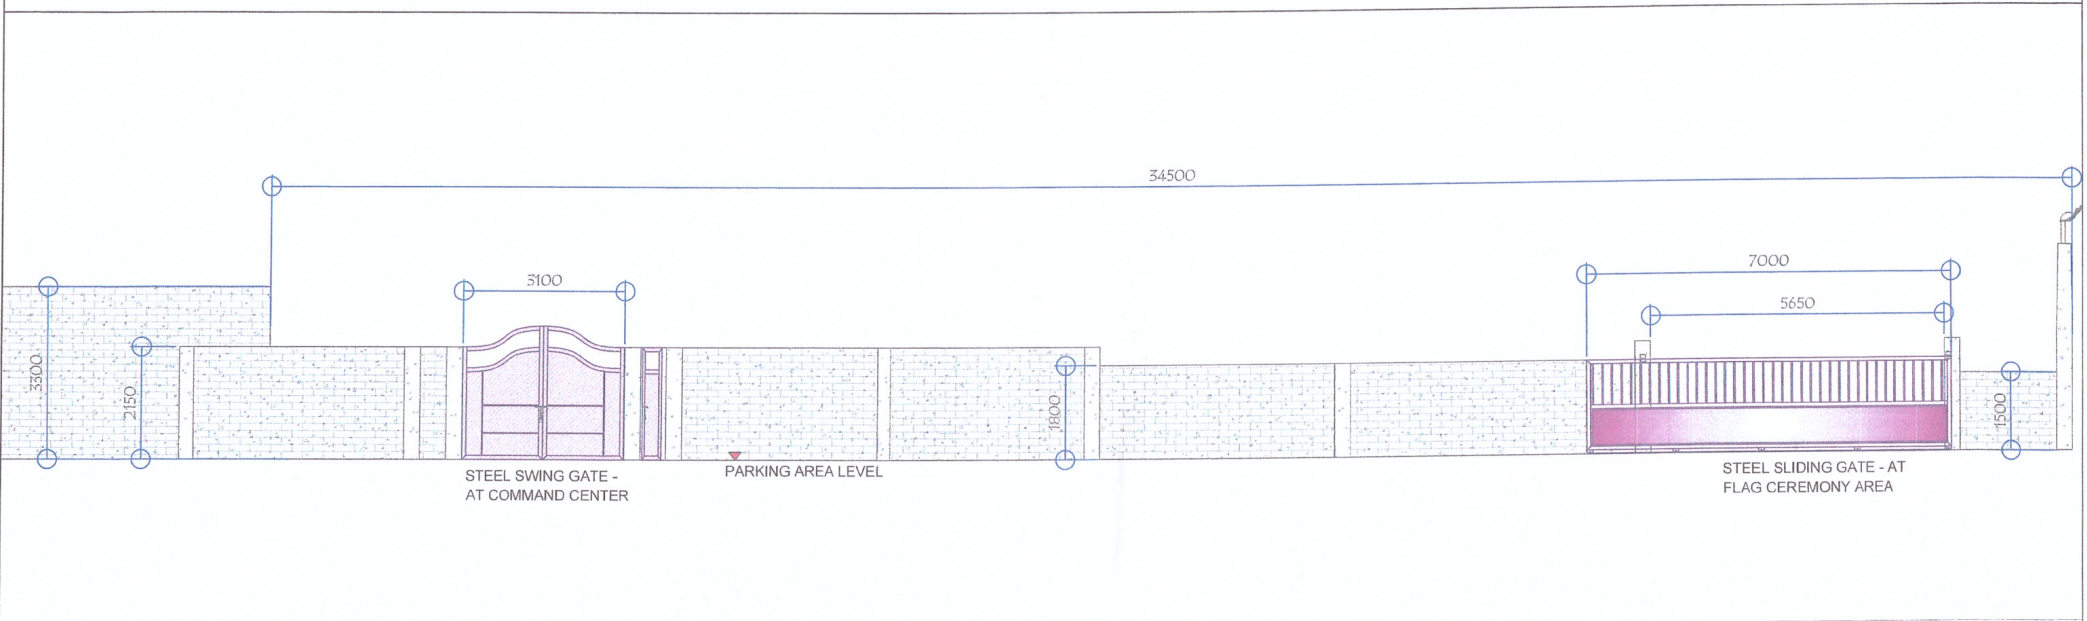 34500
7000
3100
5650
3300
2150
1800
1500
STEEL SWING GATE -
AT COMMAND CENTER
PARKING AREA LEVEL
STEEL SLIDING GATE - AT
FLAG CEREMONY AREA